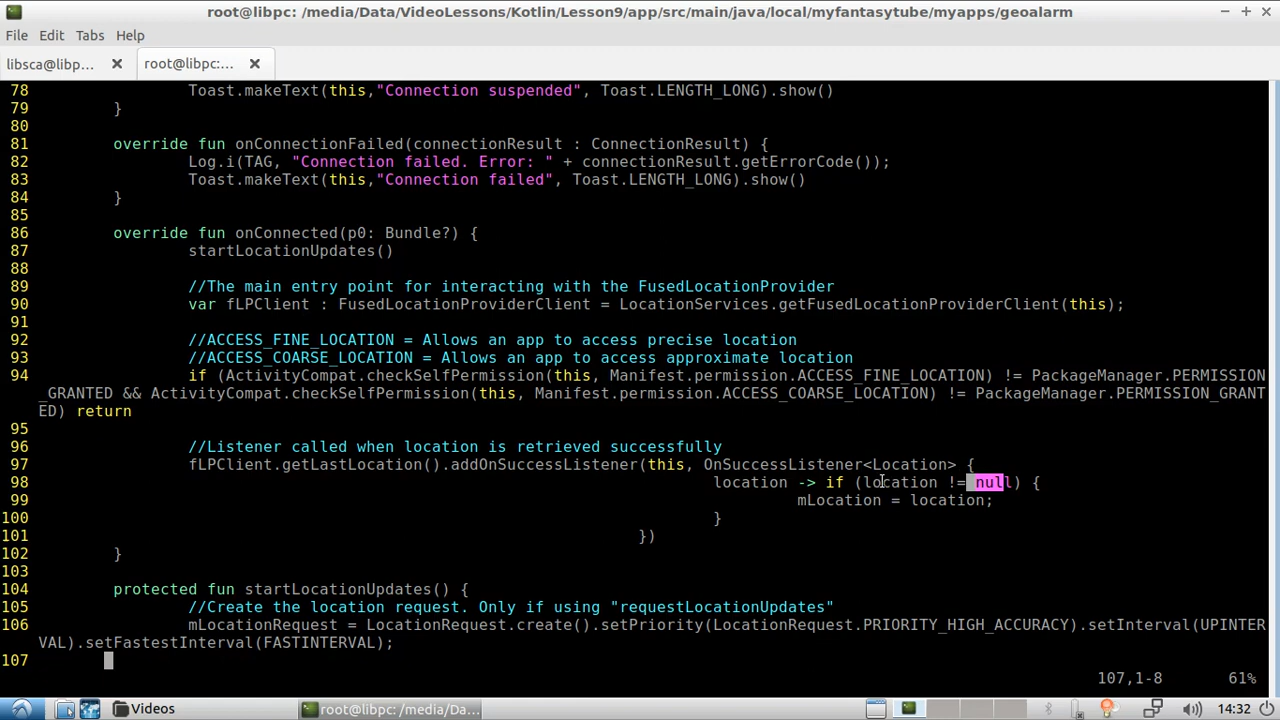 root@libpc: /media/Data/VideoLessons/Kotlin/Lesson9/app/src/main/java/local/myfantasytube/myapps/geoalarm
File Edit Tabs Help
libsca@libp... root@libpc:...
78 Toast.makeText(this,"Connection suspended", Toast.LENGTH_LONG).show()
79 }
80
81 override fun onConnectionFailed(connectionResult : ConnectionResult) {
82 Log.i(TAG, "Connection failed. Error: " + connectionResult.getErrorCode());
83 Toast.makeText(this,"Connection failed", Toast.LENGTH_LONG).show()
84 }
85
86 override fun onConnected(p0: Bundle?) {
87 startLocationUpdates()
88
89 //The main entry point for interacting with the FusedLocationProvider
90 var fLPClient : FusedLocationProviderClient = LocationServices.getFusedLocationProviderClient(this);
91
92 //ACCESS_FINE_LOCATION = Allows an app to access precise location
93 //ACCESS_COARSE_LOCATION = Allows an app to access approximate location
94 if (ActivityCompat.checkSelfPermission(this, Manifest.permission.ACCESS_FINE_LOCATION) != PackageManager.PERMISSION
_GRANTED && ActivityCompat.checkSelfPermission(this, Manifest.permission.ACCESS_COARSE_LOCATION) != PackageManager.PERMISSION_GRANT
ED) return
95
96 //Listener called when location is retrieved successfully
97 fLPClient.getLastLocation().addOnSuccessListener(this, OnSuccessListener<Location> {
98 location -> if (location != null) {
99 mLocation = location;
100 }
101 })
102 }
103
104 protected fun startLocationUpdates() {
105 //Create the location request. Only if using "requestLocationUpdates"
106 mLocationRequest = LocationRequest.create().setPriority(LocationRequest.PRIORITY_HIGH_ACCURACY).setInterval(UPINTER
VAL).setFastestInterval(FASTINTERVAL);
107
107,1-8 61%
Videos root@libpc: /media/Da... 14:32